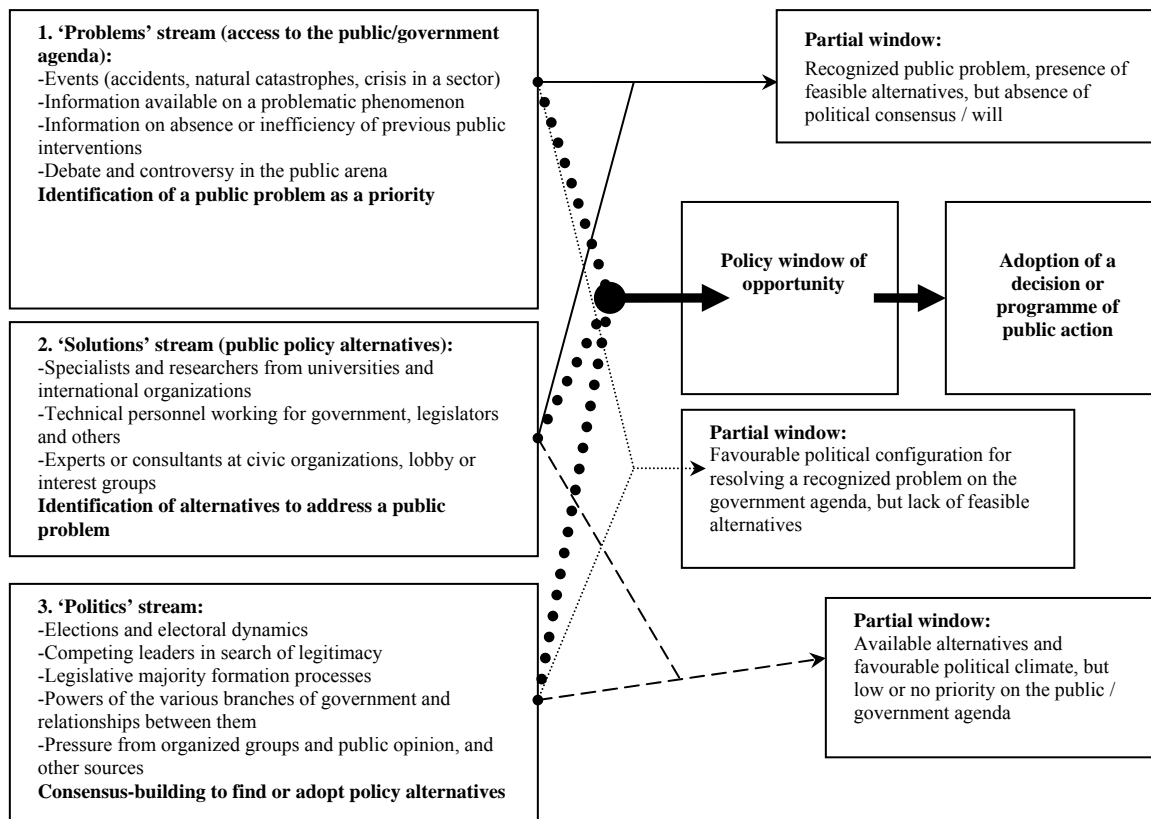 1. ‘Problems’ stream (access to the public/government
agenda):
-Events (accidents, natural catastrophes, crisis in a sector)
-Information available on a problematic phenomenon
-Information on absence or inefficiency of previous public
interventions
-Debate and controversy in the public arena
Identification of a public problem as a priority
2. ‘Solutions’ stream (public policy alternatives):
-Specialists and researchers from universities and
international organizations
-Technical personnel working for government, legislators
and others
-Experts or consultants at civic organizations, lobby or
interest groups
Identification of alternatives to address a public
problem
3. ‘Politics’ stream:
-Elections and electoral dynamics
-Competing leaders in search of legitimacy
-Legislative majority formation processes
-Powers of the various branches of government and
relationships between them
-Pressure from organized groups and public opinion, and
other sources
Consensus-building to find or adopt policy alternatives
Partial window:
Recognized public problem, presence of
feasible alternatives, but absence of
political consensus / will
Policy window of
opportunity
Adoption of a
decision or
programme of
public action
Partial window:
Favourable political configuration for
resolving a recognized problem on the
government agenda, but lack of feasible
alternatives
Partial window:
Available alternatives and
favourable political climate, but
low or no priority on the public /
government agenda